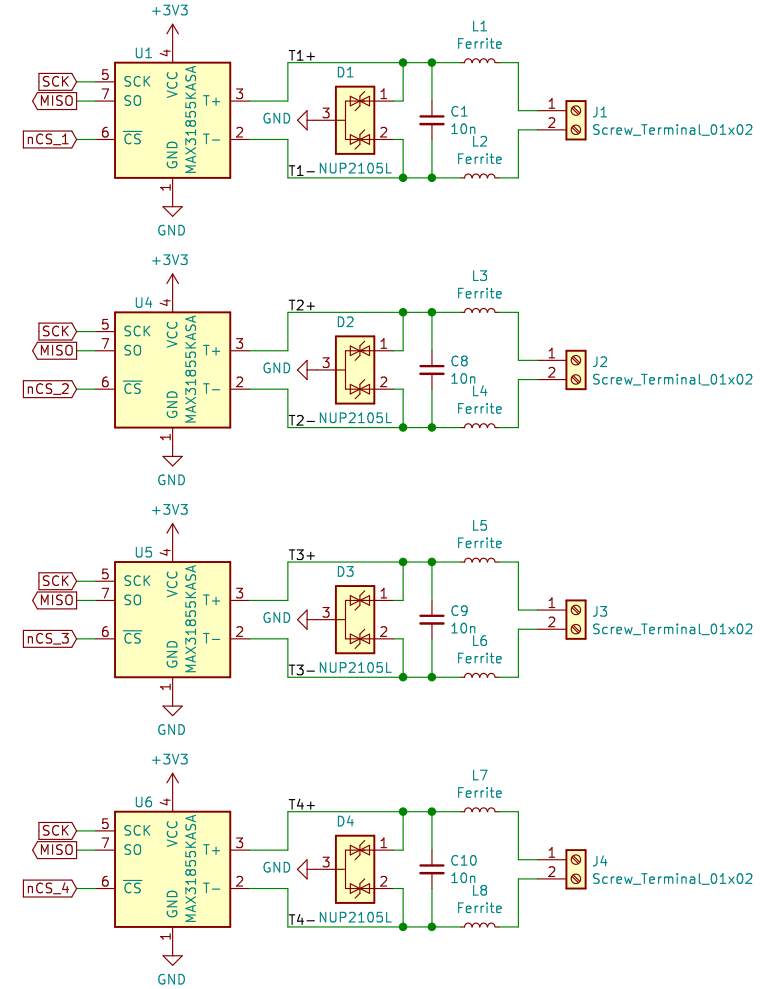 +3V3
U1
4
SCK 5 SCK
MISO 7 SO
nCS_1 6 CS
VCC
GND
MAX31855KASA
T+ 3
T- 2
1
GND
T1+
T1-
D1
GND 3
1
2
NUP2105L
C1
10n
L1
Ferrite
L2
Ferrite
1
2
J1
Screw_Terminal_01x02
+3V3
U4
4
SCK 5 SCK
MISO 7 SO
nCS_2 6 CS
VCC
GND
MAX31855KASA
T+ 3
T- 2
1
GND
T2+
T2-
D2
GND 3
1
2
NUP2105L
C8
10n
L3
Ferrite
L4
Ferrite
1
2
J2
Screw_Terminal_01x02
+3V3
U5
4
SCK 5 SCK
MISO 7 SO
nCS_3 6 CS
VCC
GND
MAX31855KASA
T+ 3
T- 2
1
GND
T3+
T3-
D3
GND 3
1
2
NUP2105L
C9
10n
L5
Ferrite
L6
Ferrite
1
2
J3
Screw_Terminal_01x02
+3V3
U6
4
SCK 5 SCK
MISO 7 SO
nCS_4 6 CS
VCC
GND
MAX31855KASA
T+ 3
T- 2
1
GND
T4+
T4-
D4
GND 3
1
2
NUP2105L
C10
10n
L7
Ferrite
L8
Ferrite
1
2
J4
Screw_Terminal_01x02